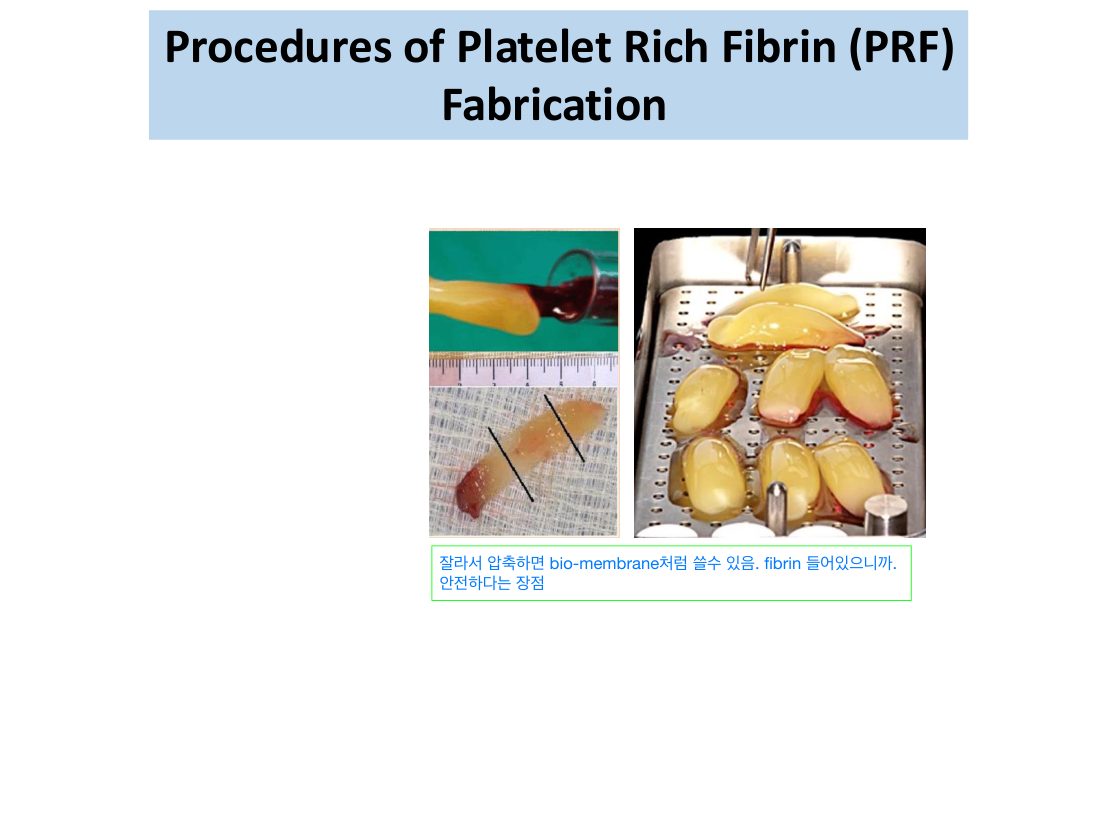 Procedures of Platelet Rich Fibrin (PRF)
Fabrication
잘라서 압축하면 bio-membrane처럼 쓸수 있음. fibrin 들어있으니까.
안전하다는 장점